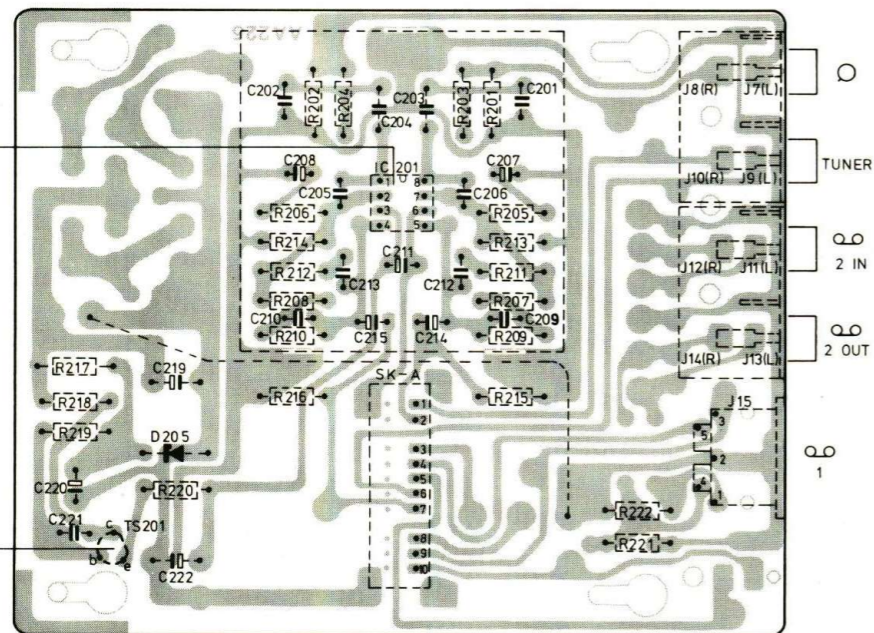 AA226
C202
R202
R204
C203
C204
R203
R201
C201
J8(R)
J7(L)
C208
IC201
C207
J10(R)
J9(L)
TUNER
C205
1
8
C206
2
7
3
6
4
5
R206
R205
R214
C211
R213
J12(R)
J11(L)
2 IN
R212
C213
C212
R211
R208
R207
C210
C215
C214
C209
R210
R209
J14(R)
J13(L)
2 OUT
R217
C219
SK-A
R218
R216
R215
J15
1
2
3
4
5
6
7
8
9
10
R219
D205
3
5
2
4
1
1
C220
R220
C221
c
TS201
b
e
C222
R222
R221